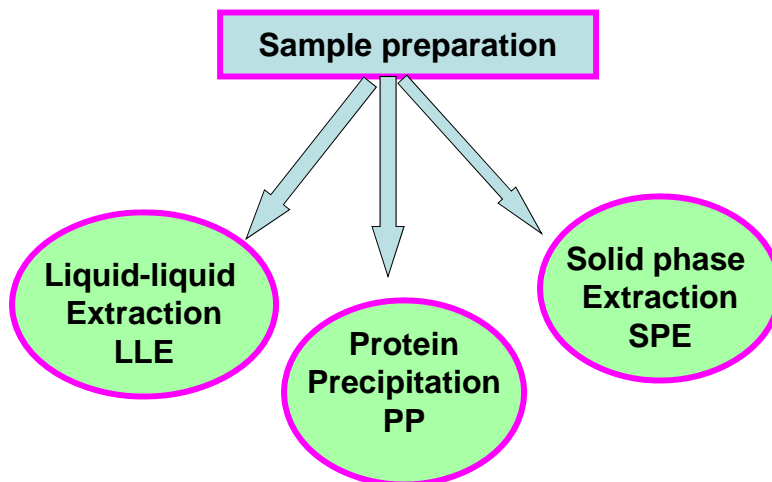 Sample preparation
Liquid-liquid
Extraction
LLE
Protein
Precipitation
PP
Solid phase
Extraction
SPE